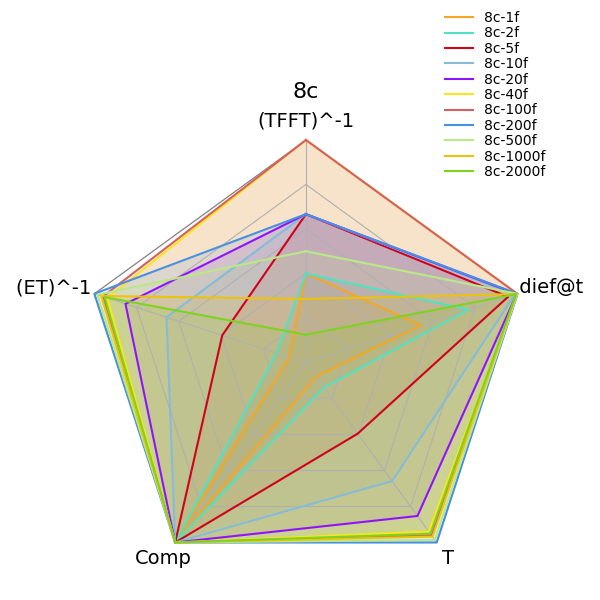 8c-1f
8c-2f
8c-5f
8c-10f
8c-20f
8c-40f
8c-100f
8c-200f
8c-500f
8c-1000f
8c-2000f
8c
(TFFT)^-1
(ET)^-1
dief@t
Comp
T